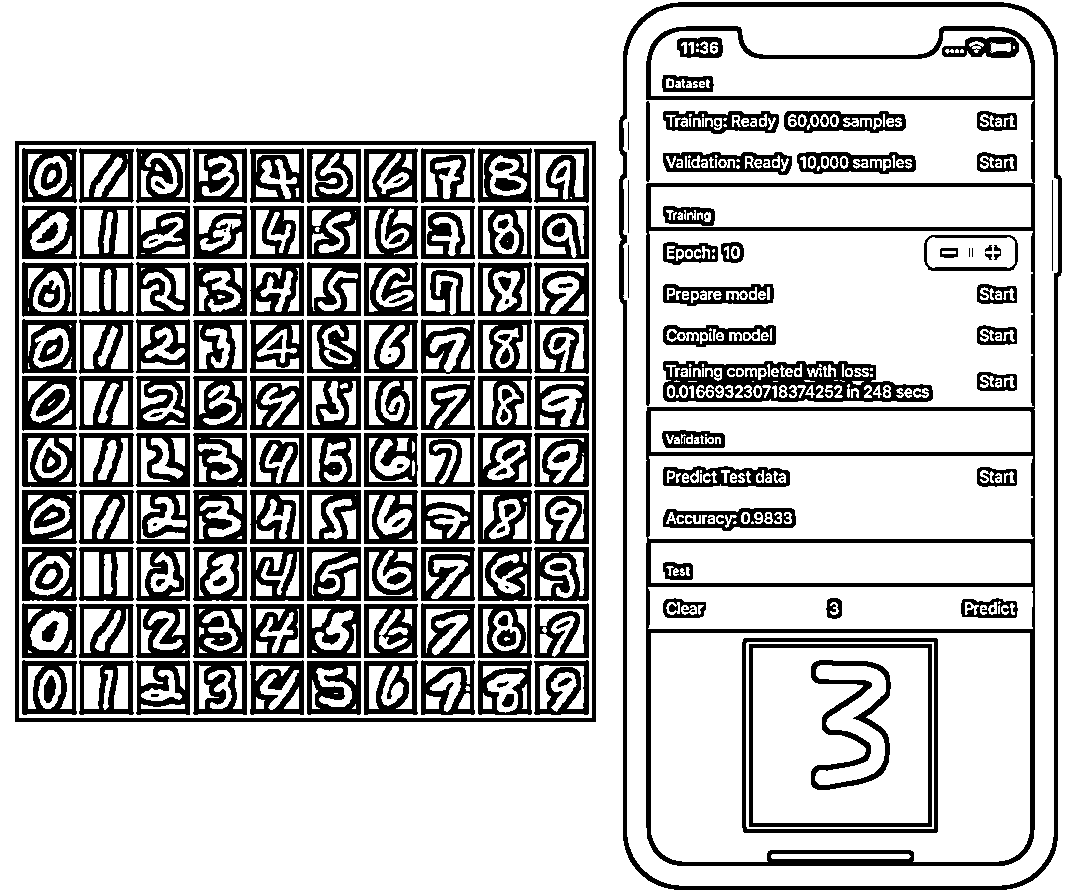 0 1 2 3 4 5 6 7 8 9
0 1 2 3 4 5 6 7 8 9
0 1 2 3 4 5 6 7 8 9
0 1 2 3 4 5 6 7 8 9
0 1 2 3 4 5 6 7 8 9
0 1 2 3 4 5 6 7 8 9
0 1 2 3 4 5 6 7 8 9
0 1 2 3 4 5 6 7 8 9
0 1 2 3 4 5 6 7 8 9
0 1 2 3 4 5 6 7 8 9
11:36
Dataset
Training: Ready 60,000 samples Start
Validation: Ready 10,000 samples Start
Training
Epoch: 10
Prepare model Start
Compile model Start
Training completed with loss:
0.016693230718374252 in 248 secs Start
Validation
Predict Test data Start
Accuracy: 0.9833
Test
Clear 3 Predict
3